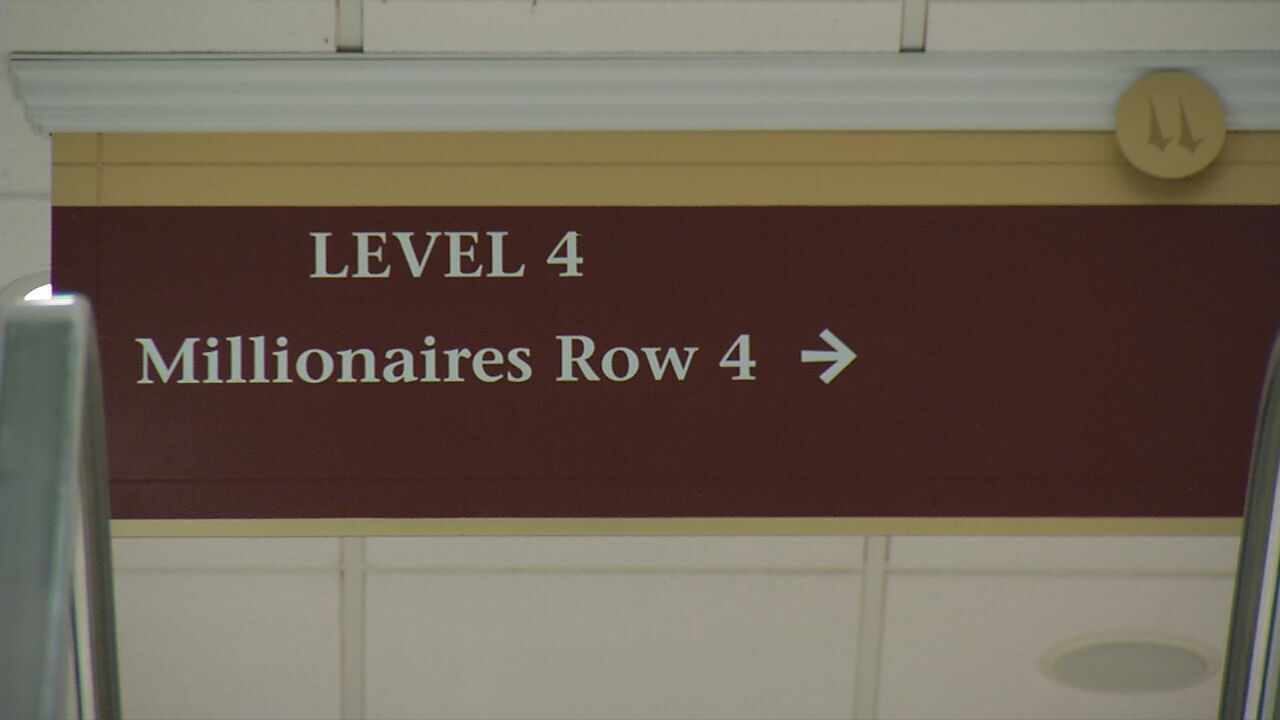 LEVEL 4
Millionaires Row 4 →